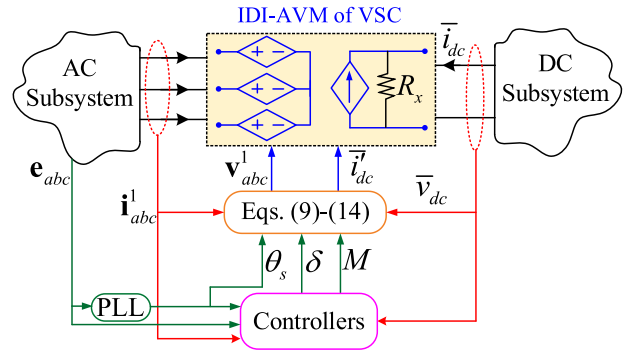 IDI-AVM of VSC
AC
Subsystem
+ − + − + −
R_x
i̅_dc
DC
Subsystem
e_abc
i^1_abc
v^1_abc
i̅′_dc
v̅_dc
Eqs. (9)-(14)
θ_s
δ
M
PLL
Controllers